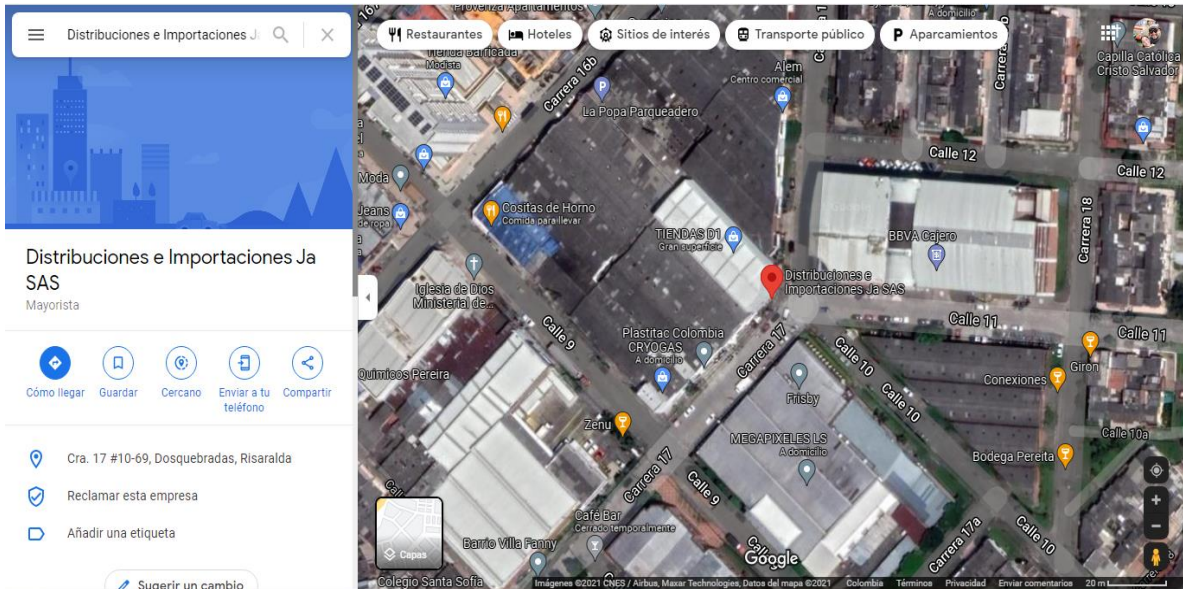 Distribuciones e Importaciones Ja
Restaurantes
Hoteles
Sitios de interés
Transporte público
P Aparcamientos
Distribuciones e Importaciones Ja
SAS
Mayorista
Cómo llegar
Guardar
Cercano
Enviar a tu
teléfono
Compartir
Cra. 17 #10-69, Dosquebradas, Risaralda
Reclamar esta empresa
Añadir una etiqueta
Sugerir un cambio
Provenza Apartamentos
A domicilio
Tienda Barricada
Modista
Carrera 16b
P
La Popa Parqueadero
Alem
Centro comercial
Capilla Católica
Cristo Salvador
Calle 12
Calle 12
Moda
Jeans
Cositas de Horno
Comida para llevar
TIENDAS D1
Gran superficie
BBVA Cajero
Carrera 18
Iglesia de Dios
Ministerial de...
Distribuciones e
Importaciones Ja SAS
Calle 9
Plastitac Colombia
CRYOGAS
A domicilio
Carrera 17
Calle 11
Calle 11
Calle 10
Giron
Quimicos Pereira
Frisby
Conexiones
Calle 10
Zenu
MEGAPIXELES LS
A domicilio
Calle 10a
Bodega Pereita
Carrera 17
Calle 9
Café Bar
Cerrado temporalmente
Carrera 17a
Calle 10
Capas
Barrio Villa Fanny
Google
Colegio Santa Sofía
Imágenes ©2021 CNES / Airbus, Maxar Technologies, Datos del mapa ©2021
Colombia
Términos
Privacidad
Enviar comentarios
20 m